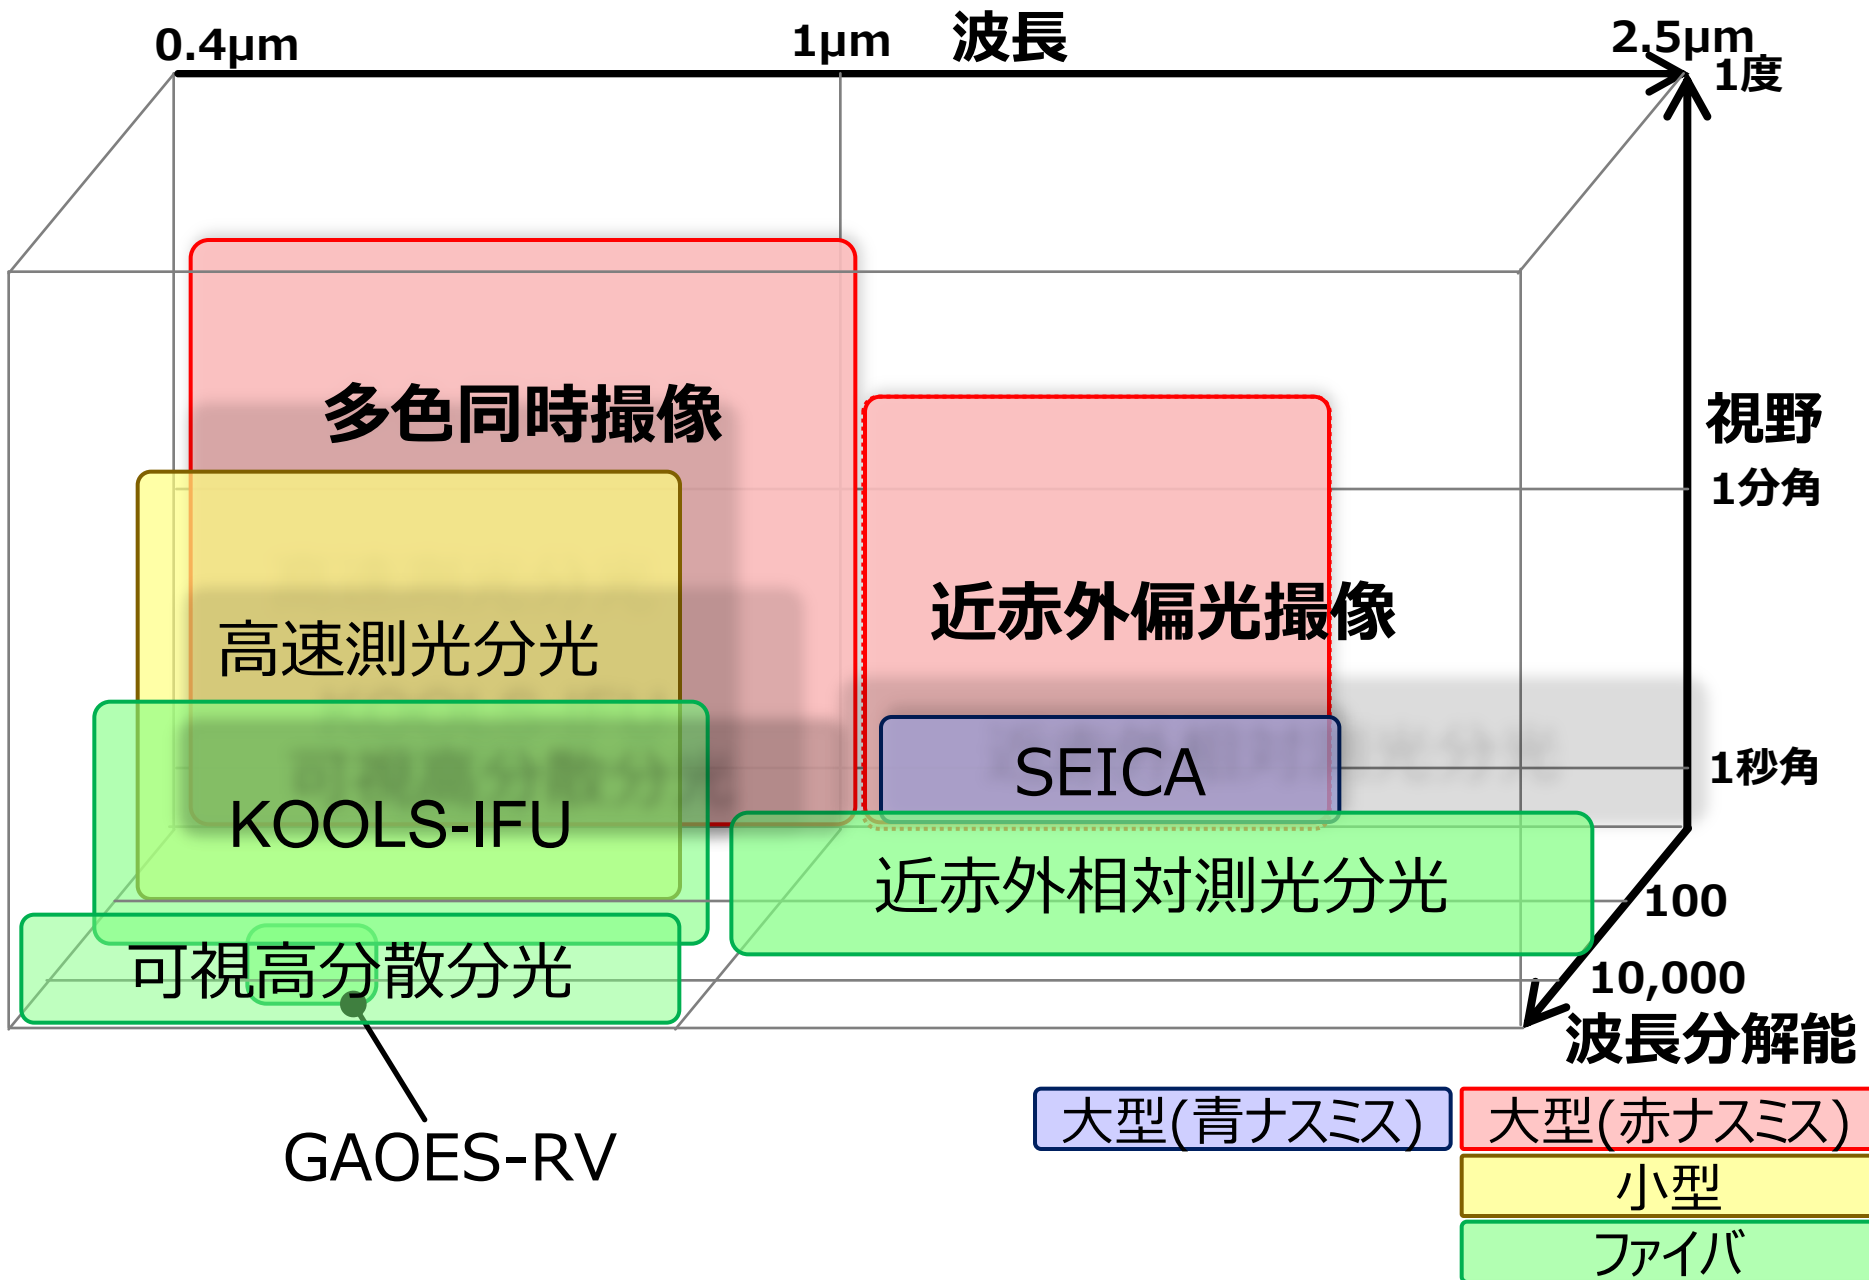 0.4μm
1μm
波長
2.5μm
1度
多色同時撮像
視野
1分角
近赤外偏光撮像
高速測光分光
SEICA
1秒角
KOOLS-IFU
近赤外相対測光分光
100
可視高分散分光
10,000
波長分解能
GAOES-RV
大型(青ナスミス)
大型(赤ナスミス)
小型
ファイバ